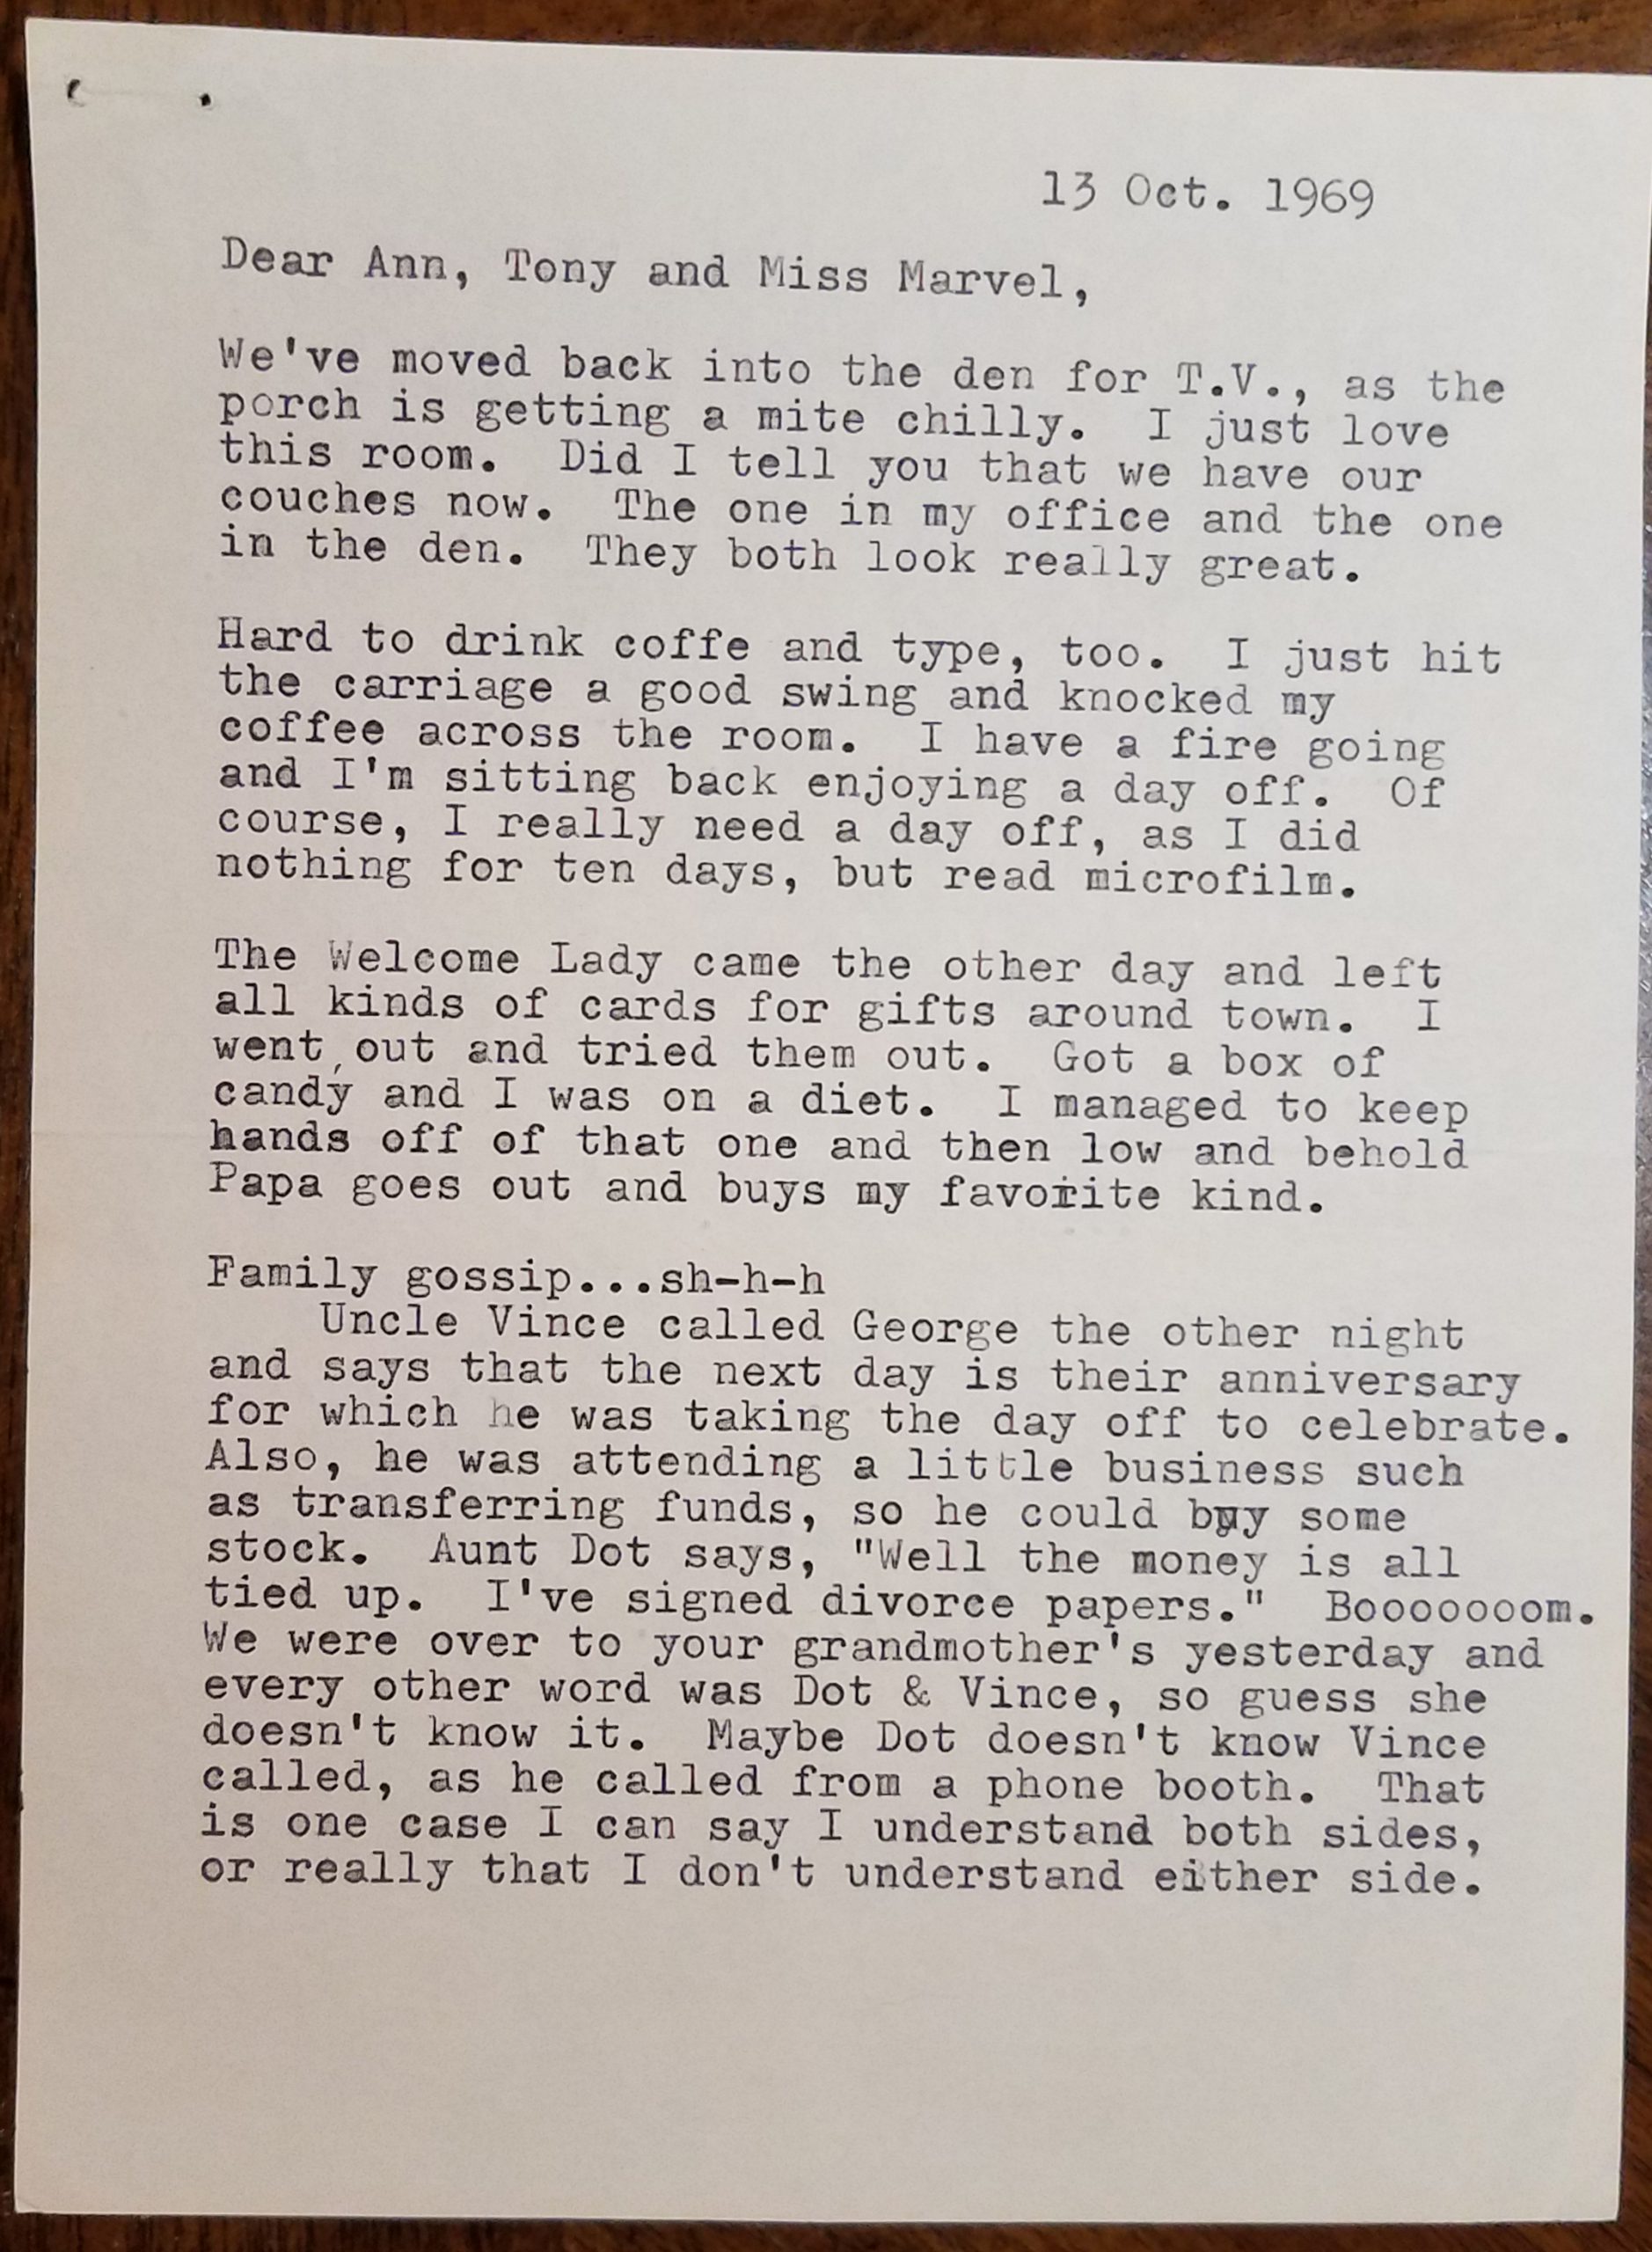 13 Oct. 1969
Dear Ann, Tony and Miss Marvel,
We've moved back into the den for T.V., as the
porch is getting a mite chilly. I just love
this room. Did I tell you that we have our
couches now. The one in my office and the one
in the den. They both look really great.
Hard to drink coffe and type, too. I just hit
the carriage a good swing and knocked my
coffee across the room. I have a fire going
and I'm sitting back enjoying a day off. Of
course, I really need a day off, as I did
nothing for ten days, but read microfilm.
The Welcome Lady came the other day and left
all kinds of cards for gifts around town. I
went out and tried them out. Got a box of
candy and I was on a diet. I managed to keep
hands off of that one and then low and behold
Papa goes out and buys my favorite kind.
Family gossip...sh-h-h
Uncle Vince called George the other night
and says that the next day is their anniversary
for which he was taking the day off to celebrate.
Also, he was attending a little business such
as transferring funds, so he could buy some
stock. Aunt Dot says, "Well the money is all
tied up. I've signed divorce papers." Booooooom.
We were over to your grandmother's yesterday and
every other word was Dot & Vince, so guess she
doesn't know it. Maybe Dot doesn't know Vince
called, as he called from a phone booth. That
is one case I can say I understand both sides,
or really that I don't understand either side.